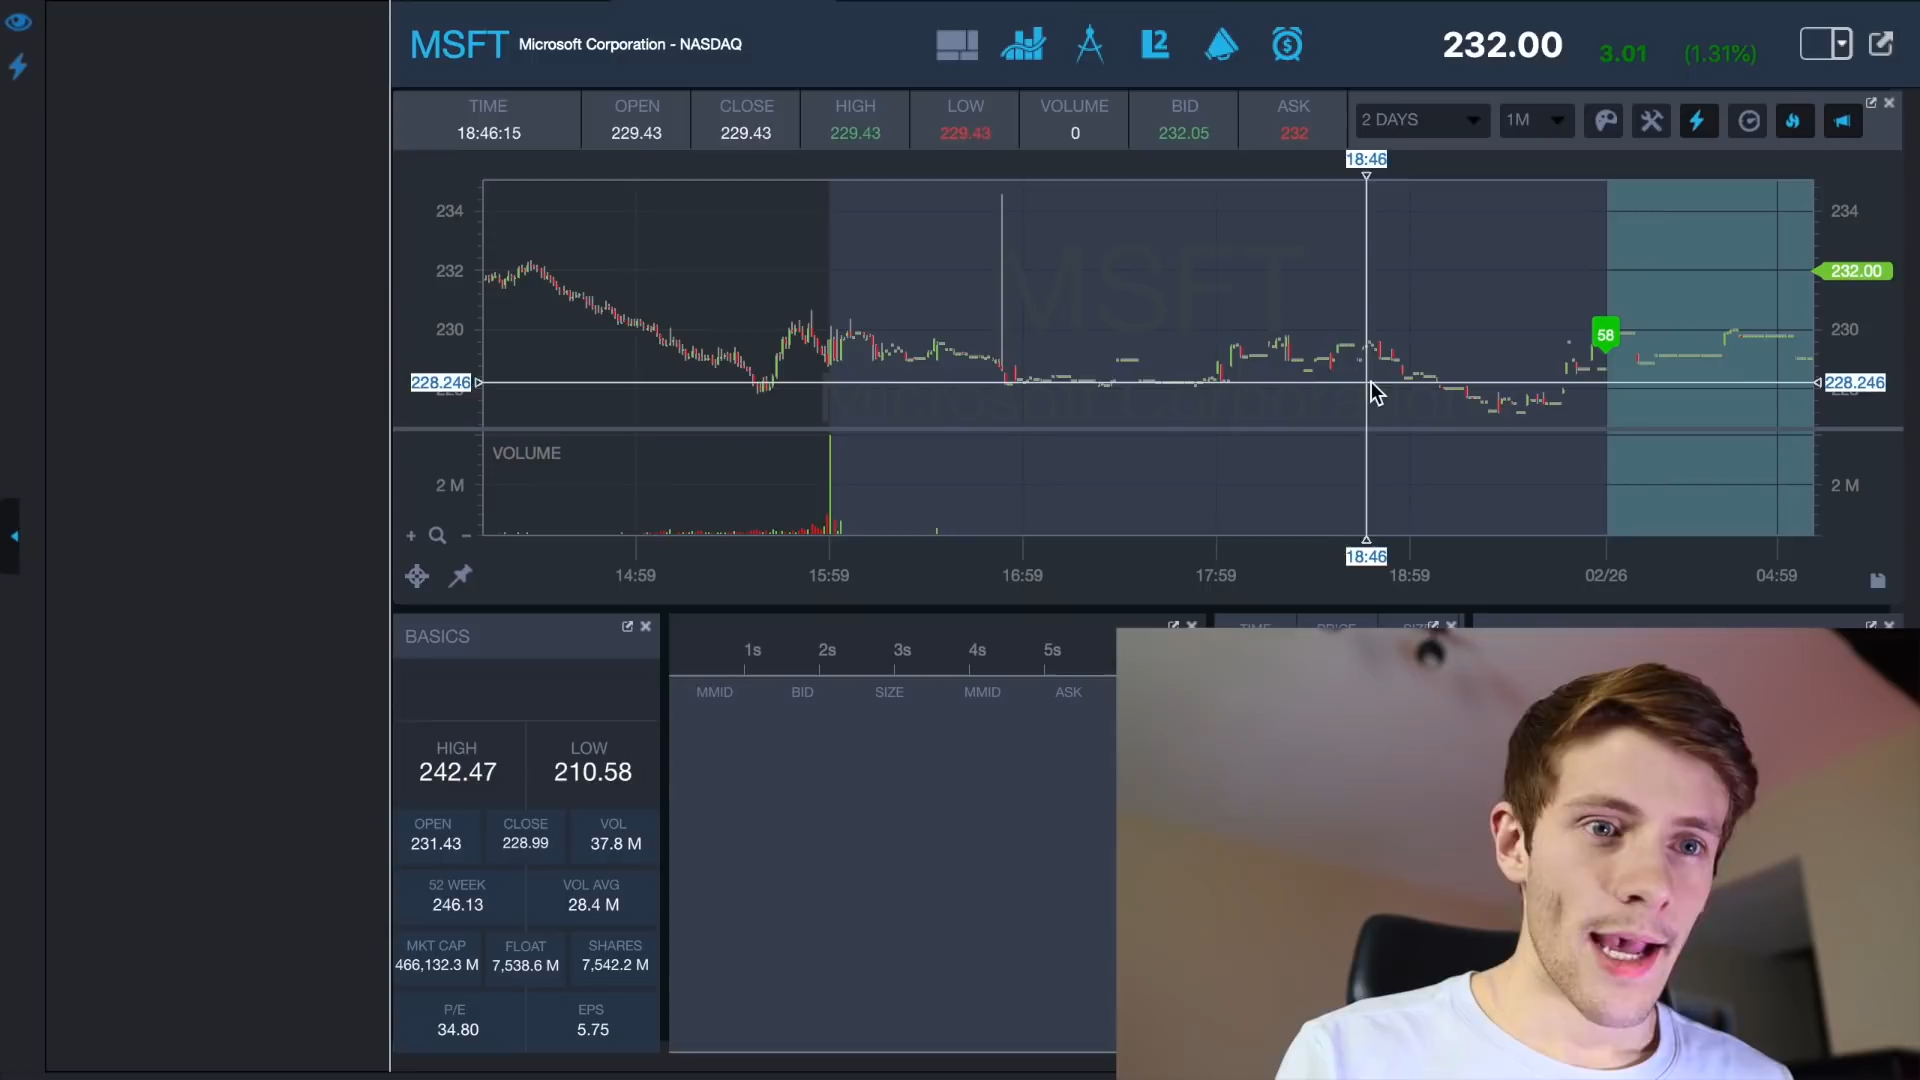 MSFT Microsoft Corporation - NASDAQ
L2
232.00 3.01 (1.31%)
TIME OPEN CLOSE HIGH LOW VOLUME BID ASK
18:46:15 229.43 229.43 229.43 229.43 0 232.05 232
2 DAYS 1M
18:46
234 234
232 232.00
230 230
58
228.246 228.246
MSFT
VOLUME
2 M 2 M
18:46
14:59 15:59 16:59 17:59 18:59 02/26 04:59
BASICS
TIME PRICE SIZE
1s 2s 3s 4s 5s
MMID BID SIZE MMID ASK
HIGH LOW
242.47 210.58
OPEN CLOSE VOL
231.43 228.99 37.8 M
52 WEEK VOL AVG
246.13 28.4 M
MKT CAP FLOAT SHARES
466,132.3 M 7,538.6 M 7,542.2 M
P/E EPS
34.80 5.75